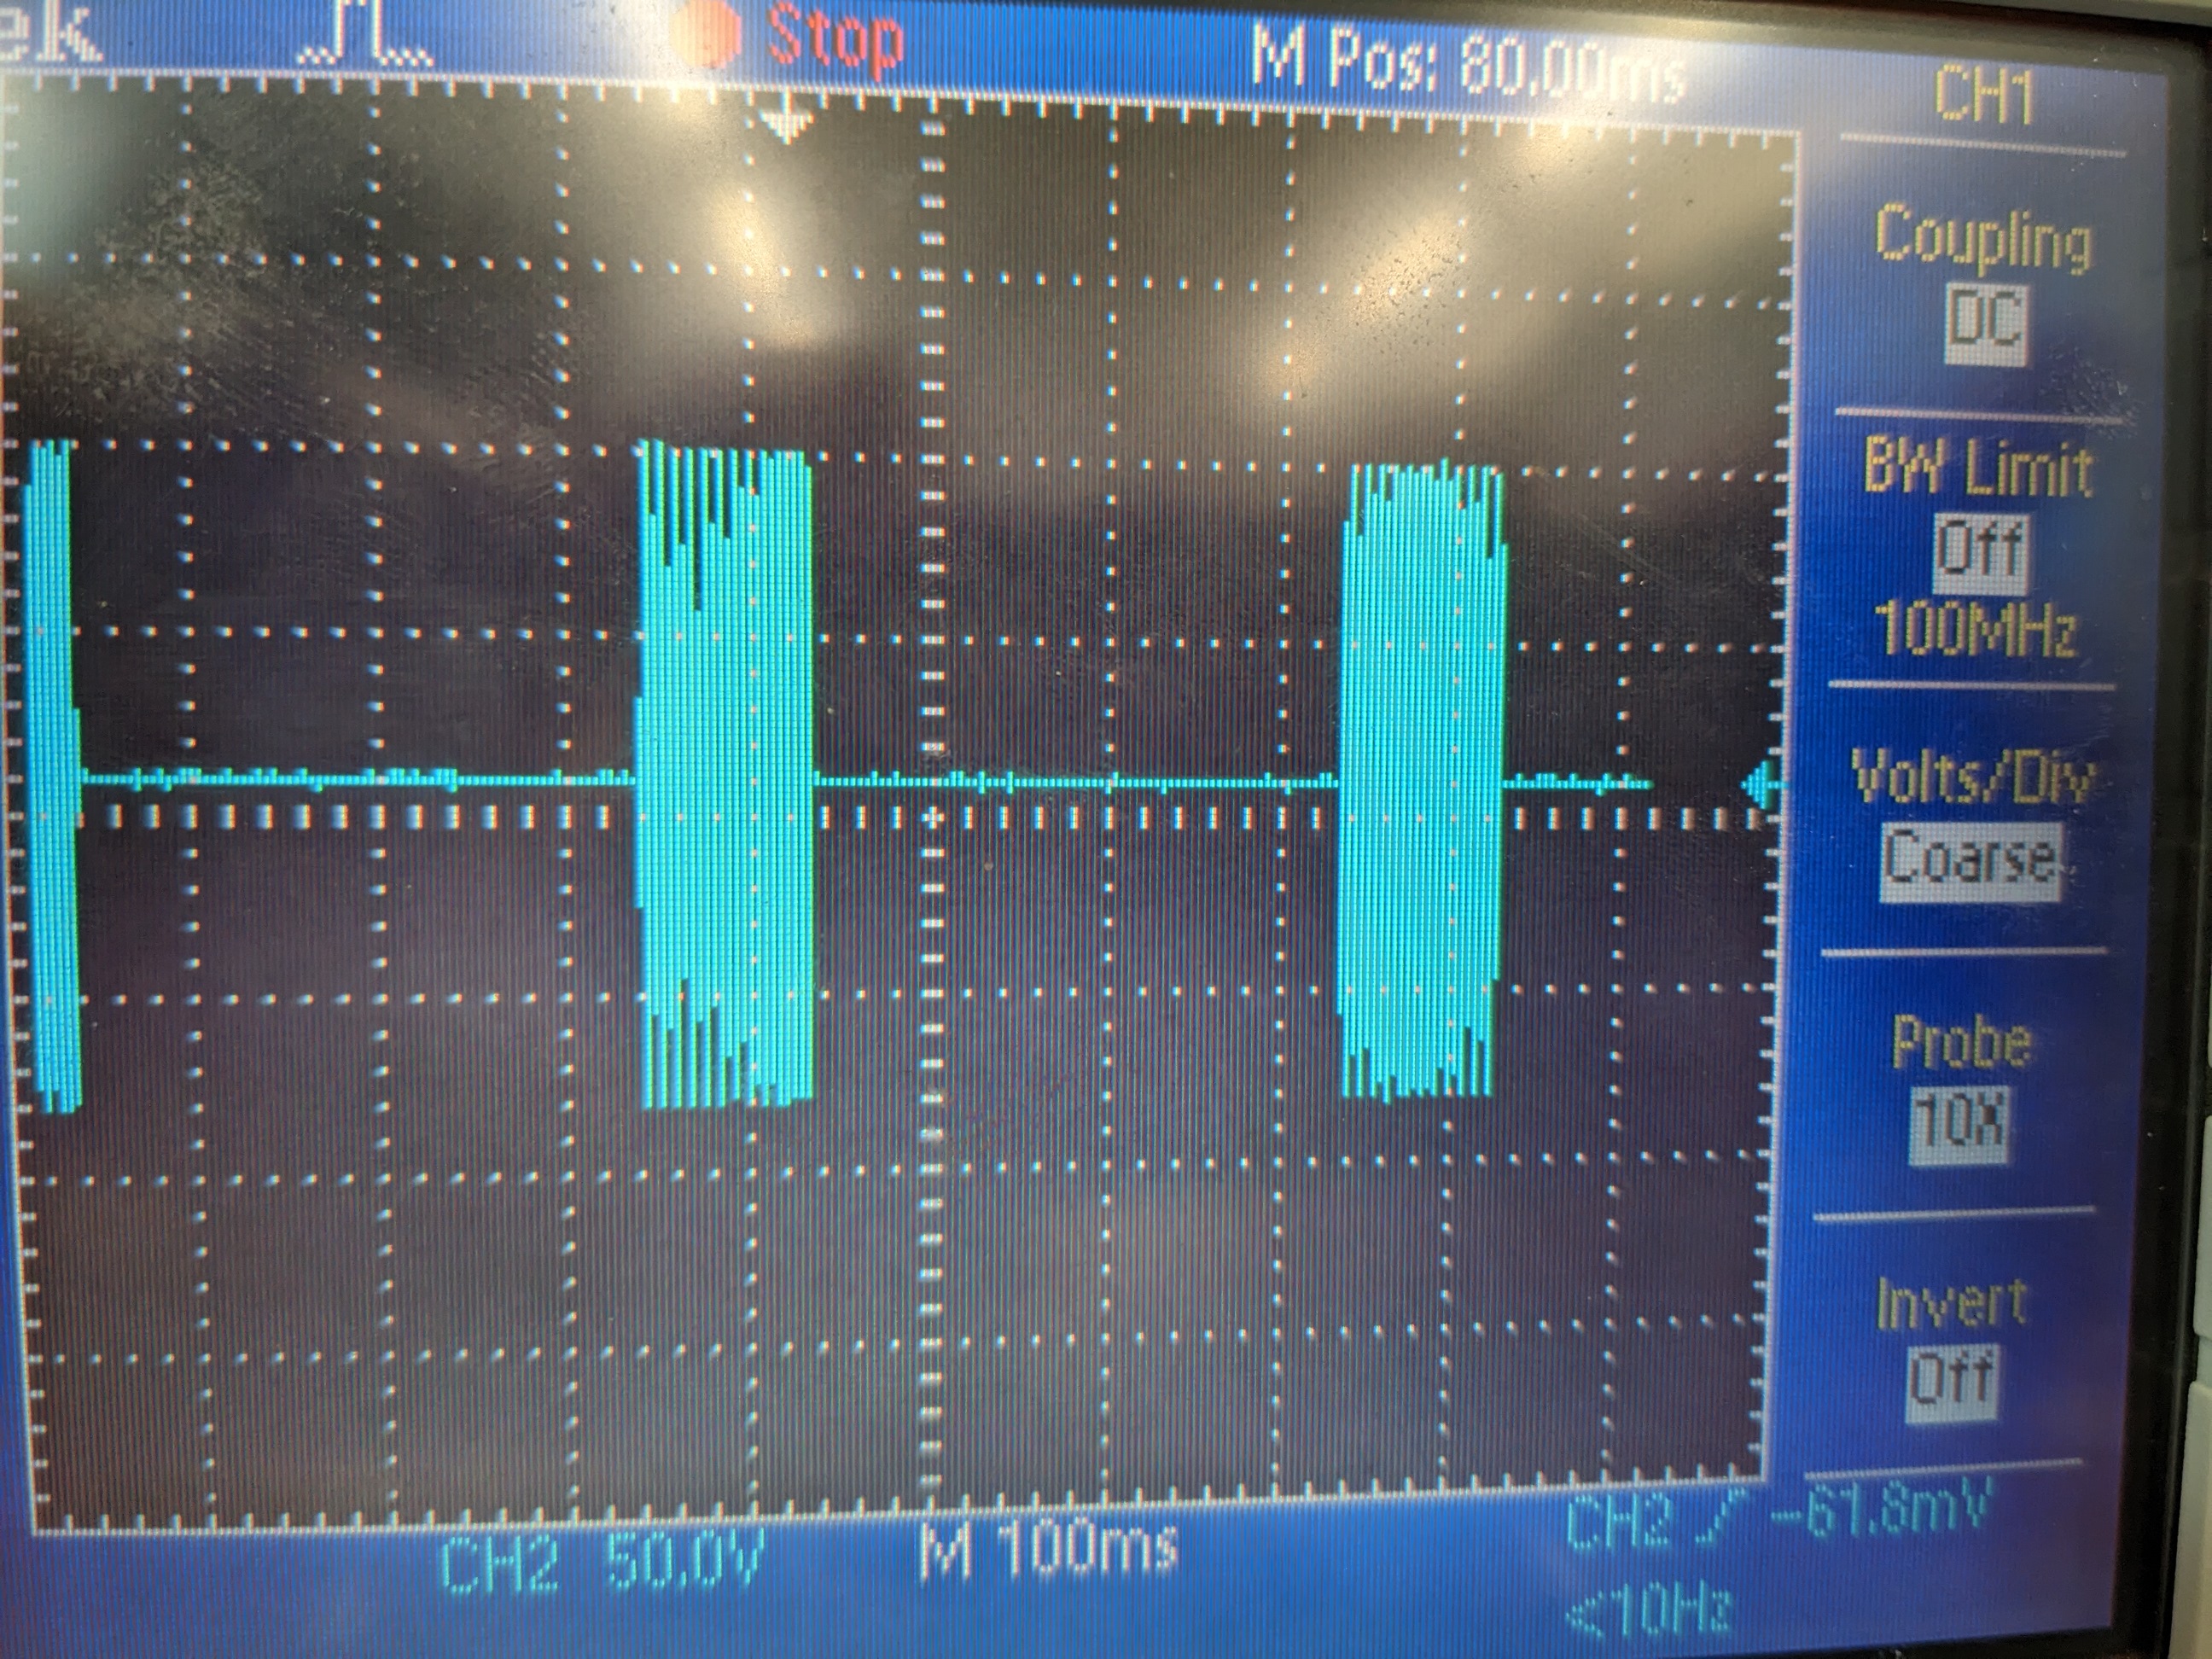 ek Stop M Pos: 80.00ms
CH1
Coupling
DC
BW Limit
Off
100MHz
Volts/Div
Coarse
Probe
10X
Invert
Off
CH2 50.0V M 100ms CH2 -61.8mV
<10Hz